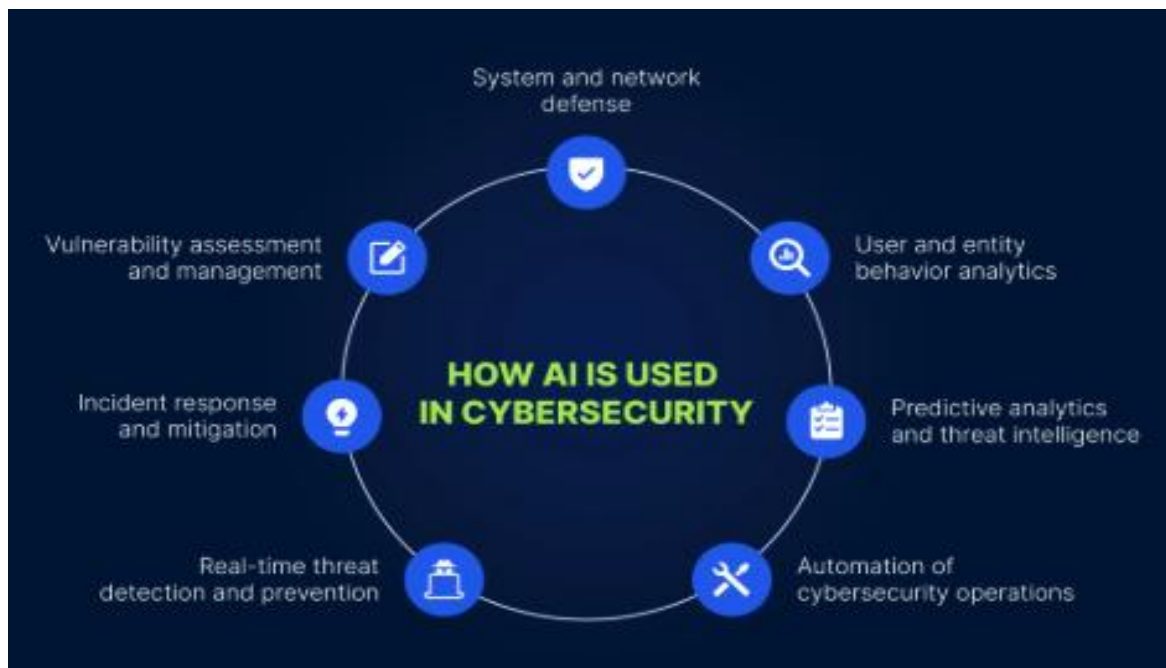 System and network
defense
Vulnerability assessment
and management
User and entity
behavior analytics
HOW AI IS USED
IN CYBERSECURITY
Incident response
and mitigation
Predictive analytics
and threat intelligence
Real-time threat
detection and prevention
Automation of
cybersecurity operations